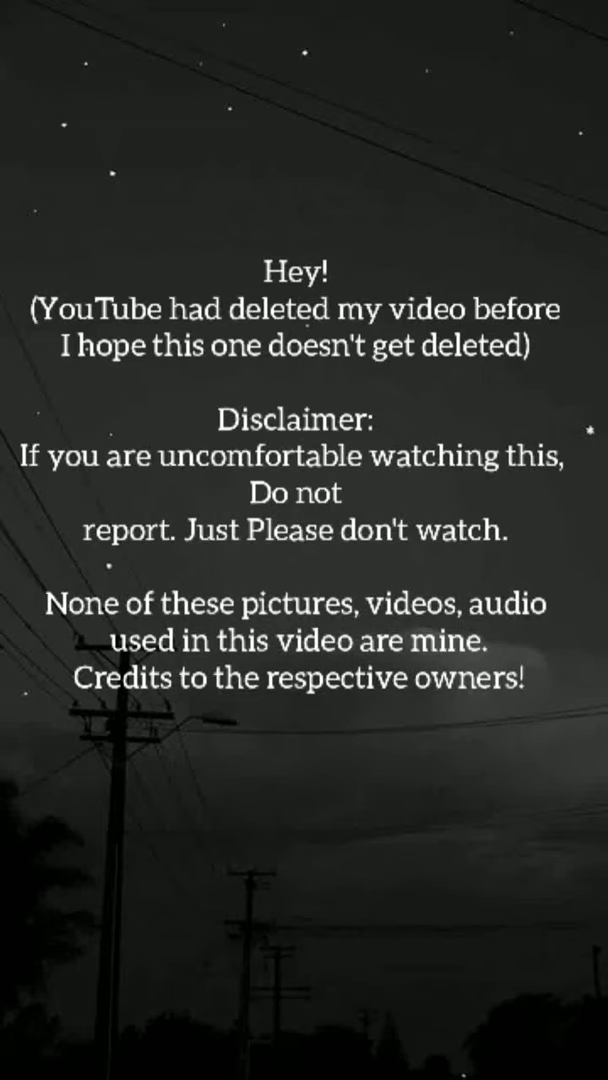 Hey!
(YouTube had deleted my video before
I hope this one doesn't get deleted)
Disclaimer:
If you are uncomfortable watching this,
Do not
report. Just Please don't watch.
None of these pictures, videos, audio
used in this video are mine.
Credits to the respective owners!